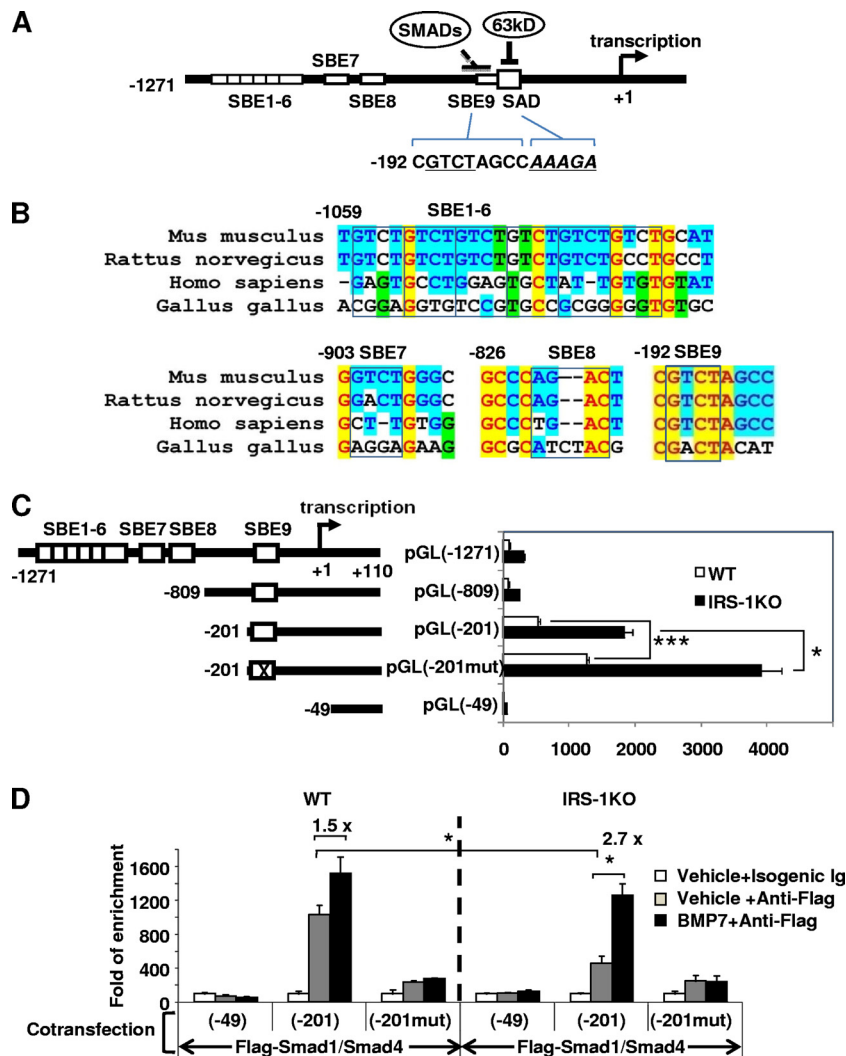 A
SMADs
63kD
transcription
SBE7
-1271
SBE1-6
SBE8
SBE9
SAD
+1
-192 CGTCTAGCCAAAGA
B
-1059 SBE1-6
Mus musculus TGTCTGTCTGTCTGTCTGTCTGTCTGCAT
Rattus norvegicus TGTCTGTCTGTCTGTCTGTCTGCCTGCCT
Homo sapiens -GAGTGCCTGGAGTGCTAT-TGTGTGTAT
Gallus gallus ACGGAGGTGTCCGTGCCGCGGGGGTGTGC
-903 SBE7 -826 SBE8 -192 SBE9
Mus musculus GGTCTGGGC GCCCAG--ACT CGTCTAGCC
Rattus norvegicus GGACTGGGC GCCCAG--ACT CGTCTAGCC
Homo sapiens GCT-TGTGG GCCCTG--ACT CGTCTAGCC
Gallus gallus GAGGAGAAG GCGCATCTACG CGACTACAT
C
transcription
SBE1-6 SBE7 SBE8 SBE9
-1271 +1 +110
pGL(-1271)
WT
IRS-1KO
-809 pGL(-809)
-201 pGL(-201)
***
-201 X pGL(-201mut)
*
-49 pGL(-49)
0 1000 2000 3000 4000
D
WT IRS-1KO
1.5 x
*
2.7 x
*
Fold of enrichment
1600
1200
800
400
0
Vehicle+Isogenic Ig
Vehicle +Anti-Flag
BMP7+Anti-Flag
(-49) (-201) (-201mut) (-49) (-201) (-201mut)
Cotransfection
Flag-Smad1/Smad4 Flag-Smad1/Smad4